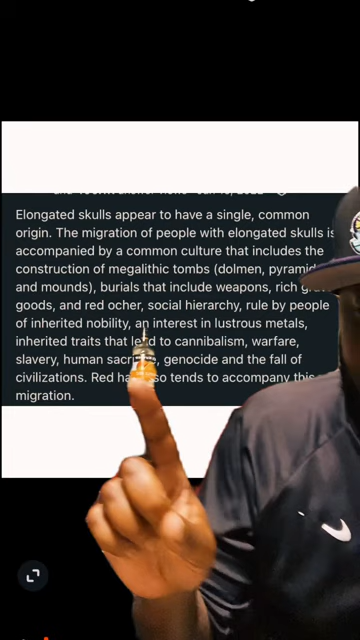 Elongated skulls appear to have a single, common
origin. The migration of people with elongated skulls is
accompanied by a common culture that includes the
construction of megalithic tombs (dolmen, pyramid
and mounds), burials that include weapons, rich
goods, and red ocher, social hierarchy, rule by people
of inherited nobility, an interest in lustrous metals,
inherited traits that lead to cannibalism, warfare,
slavery, human genocide and the fall of
civilizations. Red tends to accompany this
migration.